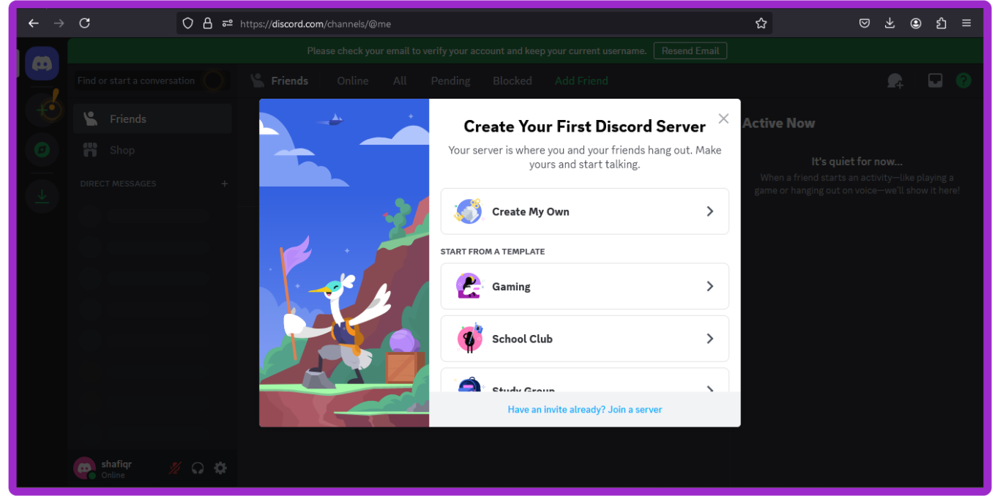 https://discord.com/channels/@me
Please check your email to verify your account and keep your current username. Resend Email
Find or start a conversation
Friends Online All Pending Blocked Add Friend
Friends
Shop
DIRECT MESSAGES
shafiqr
Online
Create Your First Discord Server
Your server is where you and your friends hang out. Make
yours and start talking.
Create My Own
START FROM A TEMPLATE
Gaming
School Club
Study Group
Have an invite already? Join a server
Active Now
It's quiet for now...
When a friend starts an activity—like playing a
game or hanging out on voice—we'll show it here!